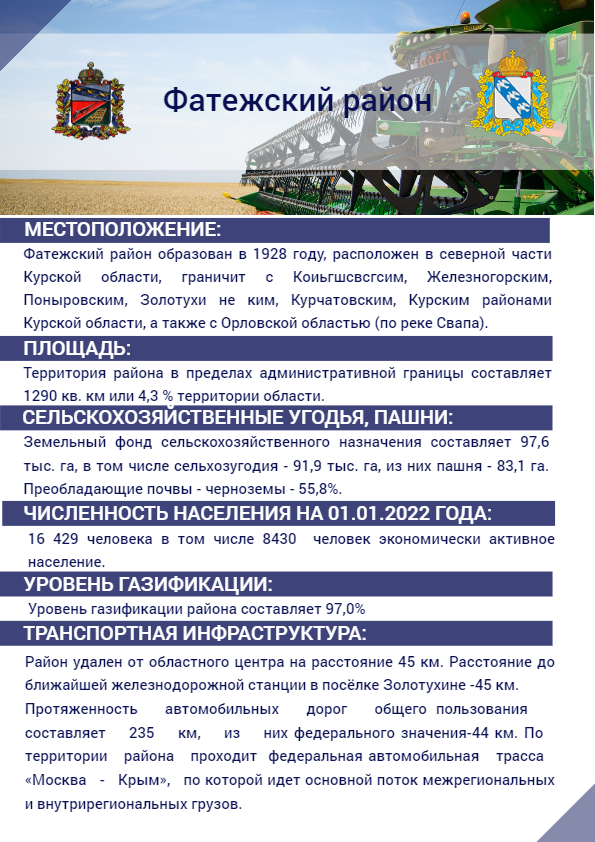 Фатежский район
МЕСТОПОЛОЖЕНИЕ:
Фатежский район образован в 1928 году, расположен в северной части
Курской области, граничит с Коиьгшсвсгсим, Железногорским,
Поныровским, Золотухи не ким, Курчатовским, Курским районами
Курской области, а также с Орловской областью (по реке Свапа).
ПЛОЩАДЬ:
Территория района в пределах административной границы составляет
1290 кв. км или 4,3 % территории области.
СЕЛЬСКОХОЗЯЙСТВЕННЫЕ УГОДЬЯ, ПАШНИ:
Земельный фонд сельскохозяйственного назначения составляет 97,6
тыс. га, в том числе сельхозугодия - 91,9 тыс. га, из них пашня - 83,1 га.
Преобладающие почвы - черноземы - 55,8%.
ЧИСЛЕННОСТЬ НАСЕЛЕНИЯ НА 01.01.2022 ГОДА:
16 429 человека в том числе 8430 человек экономически активное
население.
УРОВЕНЬ ГАЗИФИКАЦИИ:
Уровень газификации района составляет 97,0%
ТРАНСПОРТНАЯ ИНФРАСТРУКТУРА:
Район удален от областного центра на расстояние 45 км. Расстояние до
ближайшей железнодорожной станции в посёлке Золотухине -45 км.
Протяженность автомобильных дорог общего пользования
составляет 235 км, из них федерального значения-44 км. По
территории района проходит федеральная автомобильная трасса
«Москва - Крым», по которой идет основной поток межрегиональных
и внутрирегиональных грузов.